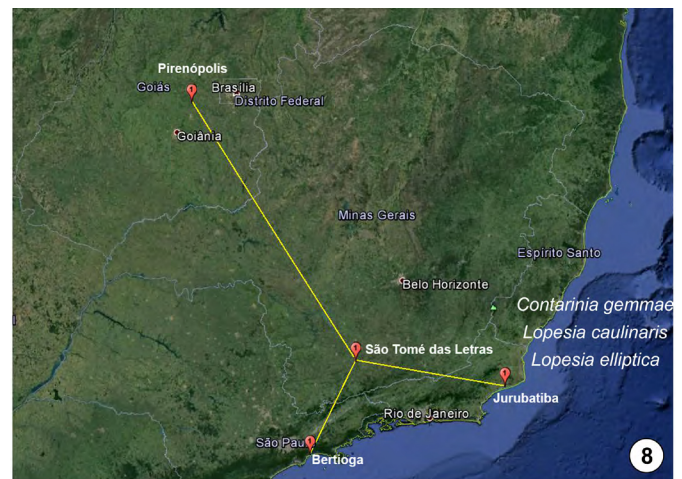 Pirenópolis
Goiás
Brasília
Distrito Federal
Goiânia
Minas Gerais
Espírito Santo
Belo Horizonte
Contarinia gemmae
Lopesia caulinaris
São Tomé das Letras
Lopesia elliptica
Jurubatiba
Rio de Janeiro
São Pau
Bertioga
8